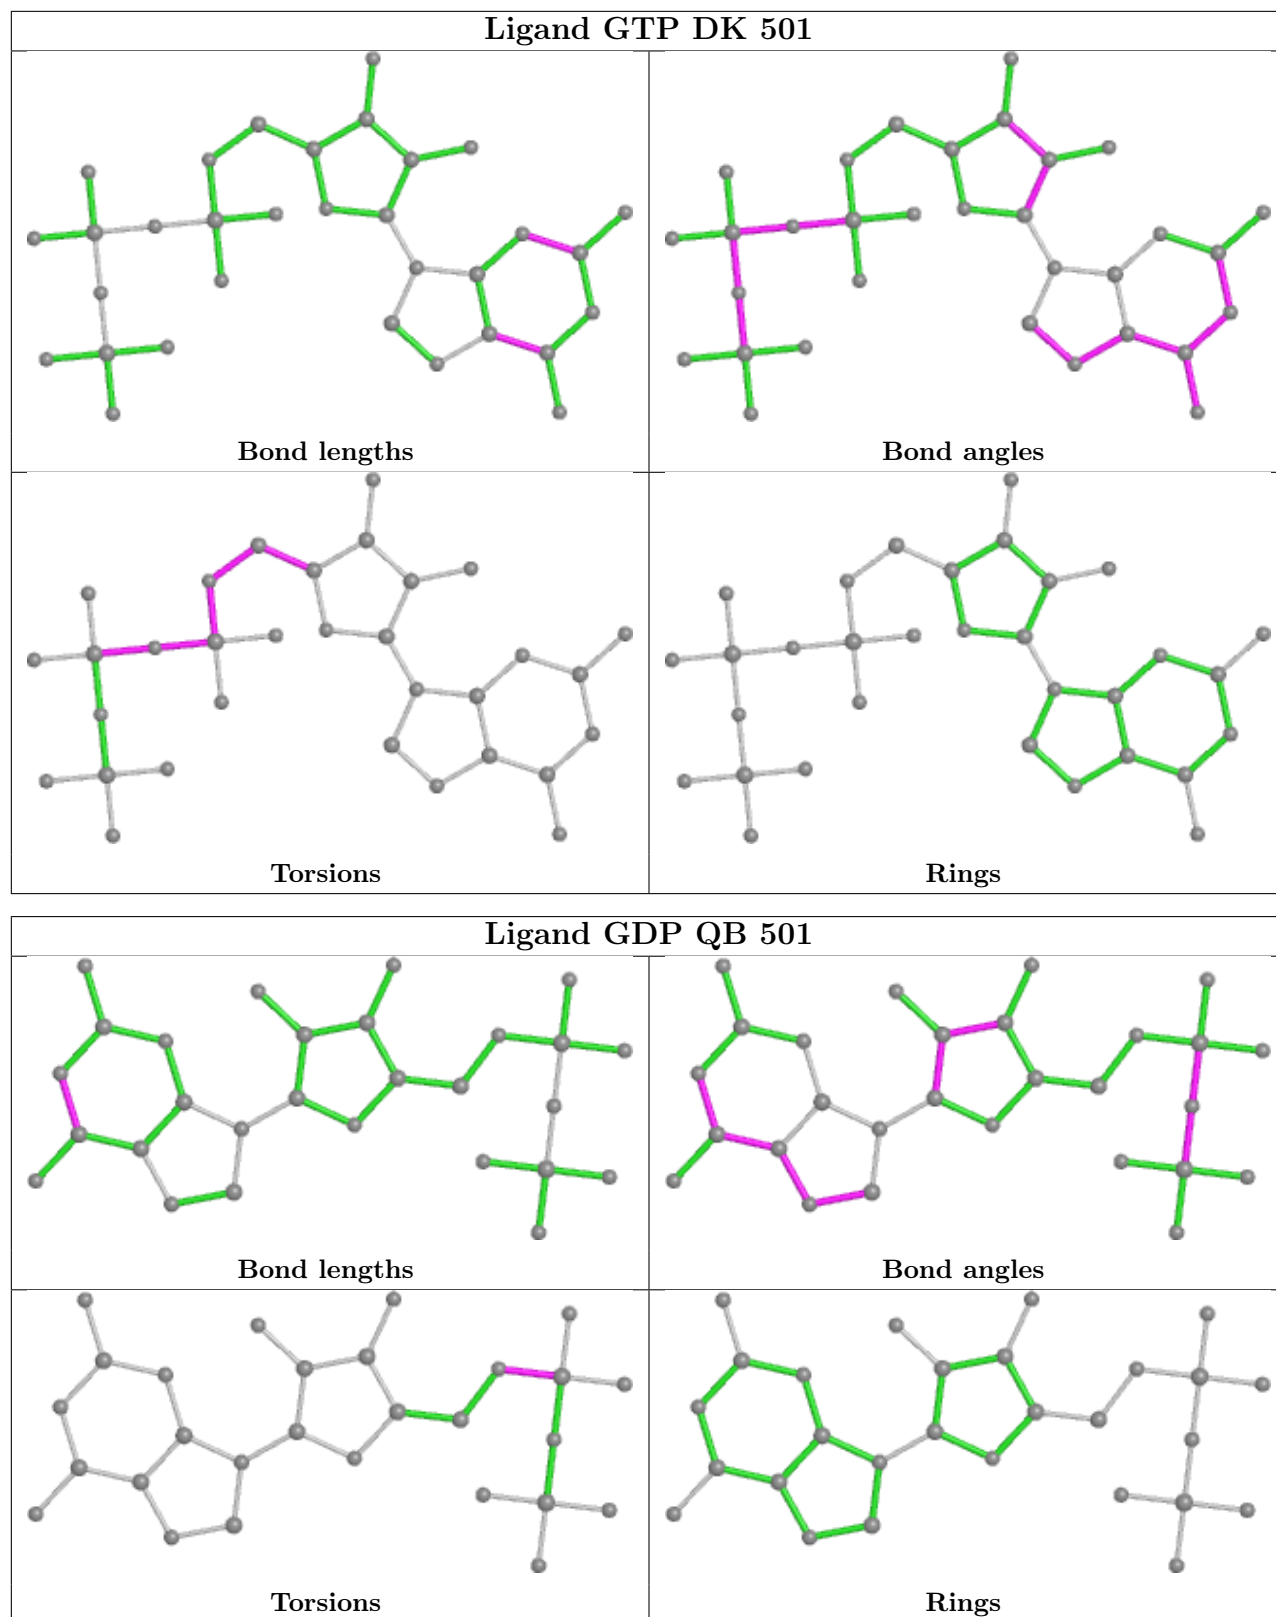 Ligand GTP DK 501
Bond lengths
Bond angles
Torsions
Rings
Ligand GDP QB 501
Bond lengths
Bond angles
Torsions
Rings